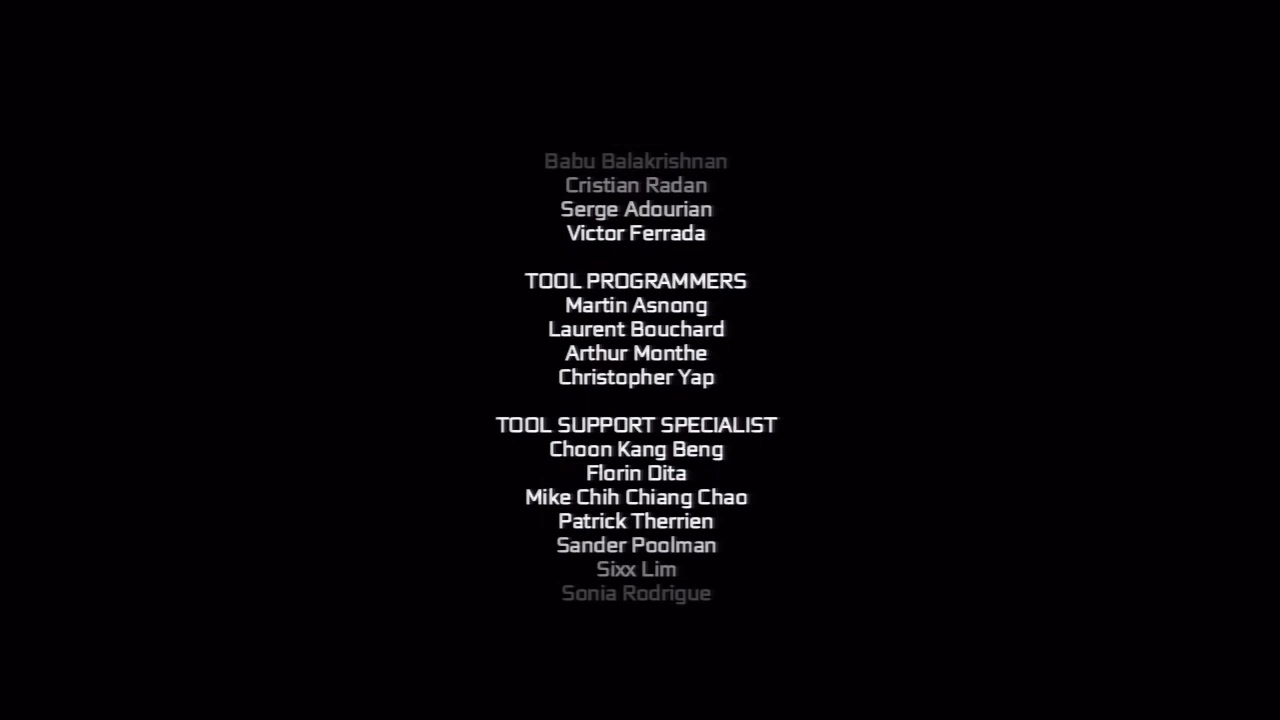 Babu Balakrishnan
Cristian Radan
Serge Adourian
Victor Ferrada
TOOL PROGRAMMERS
Martin Asnong
Laurent Bouchard
Arthur Monthe
Christopher Yap
TOOL SUPPORT SPECIALIST
Choon Kang Beng
Florin Dita
Mike Chih Chiang Chao
Patrick Therrien
Sander Poolman
Sixx Lim
Sonia Rodrigue